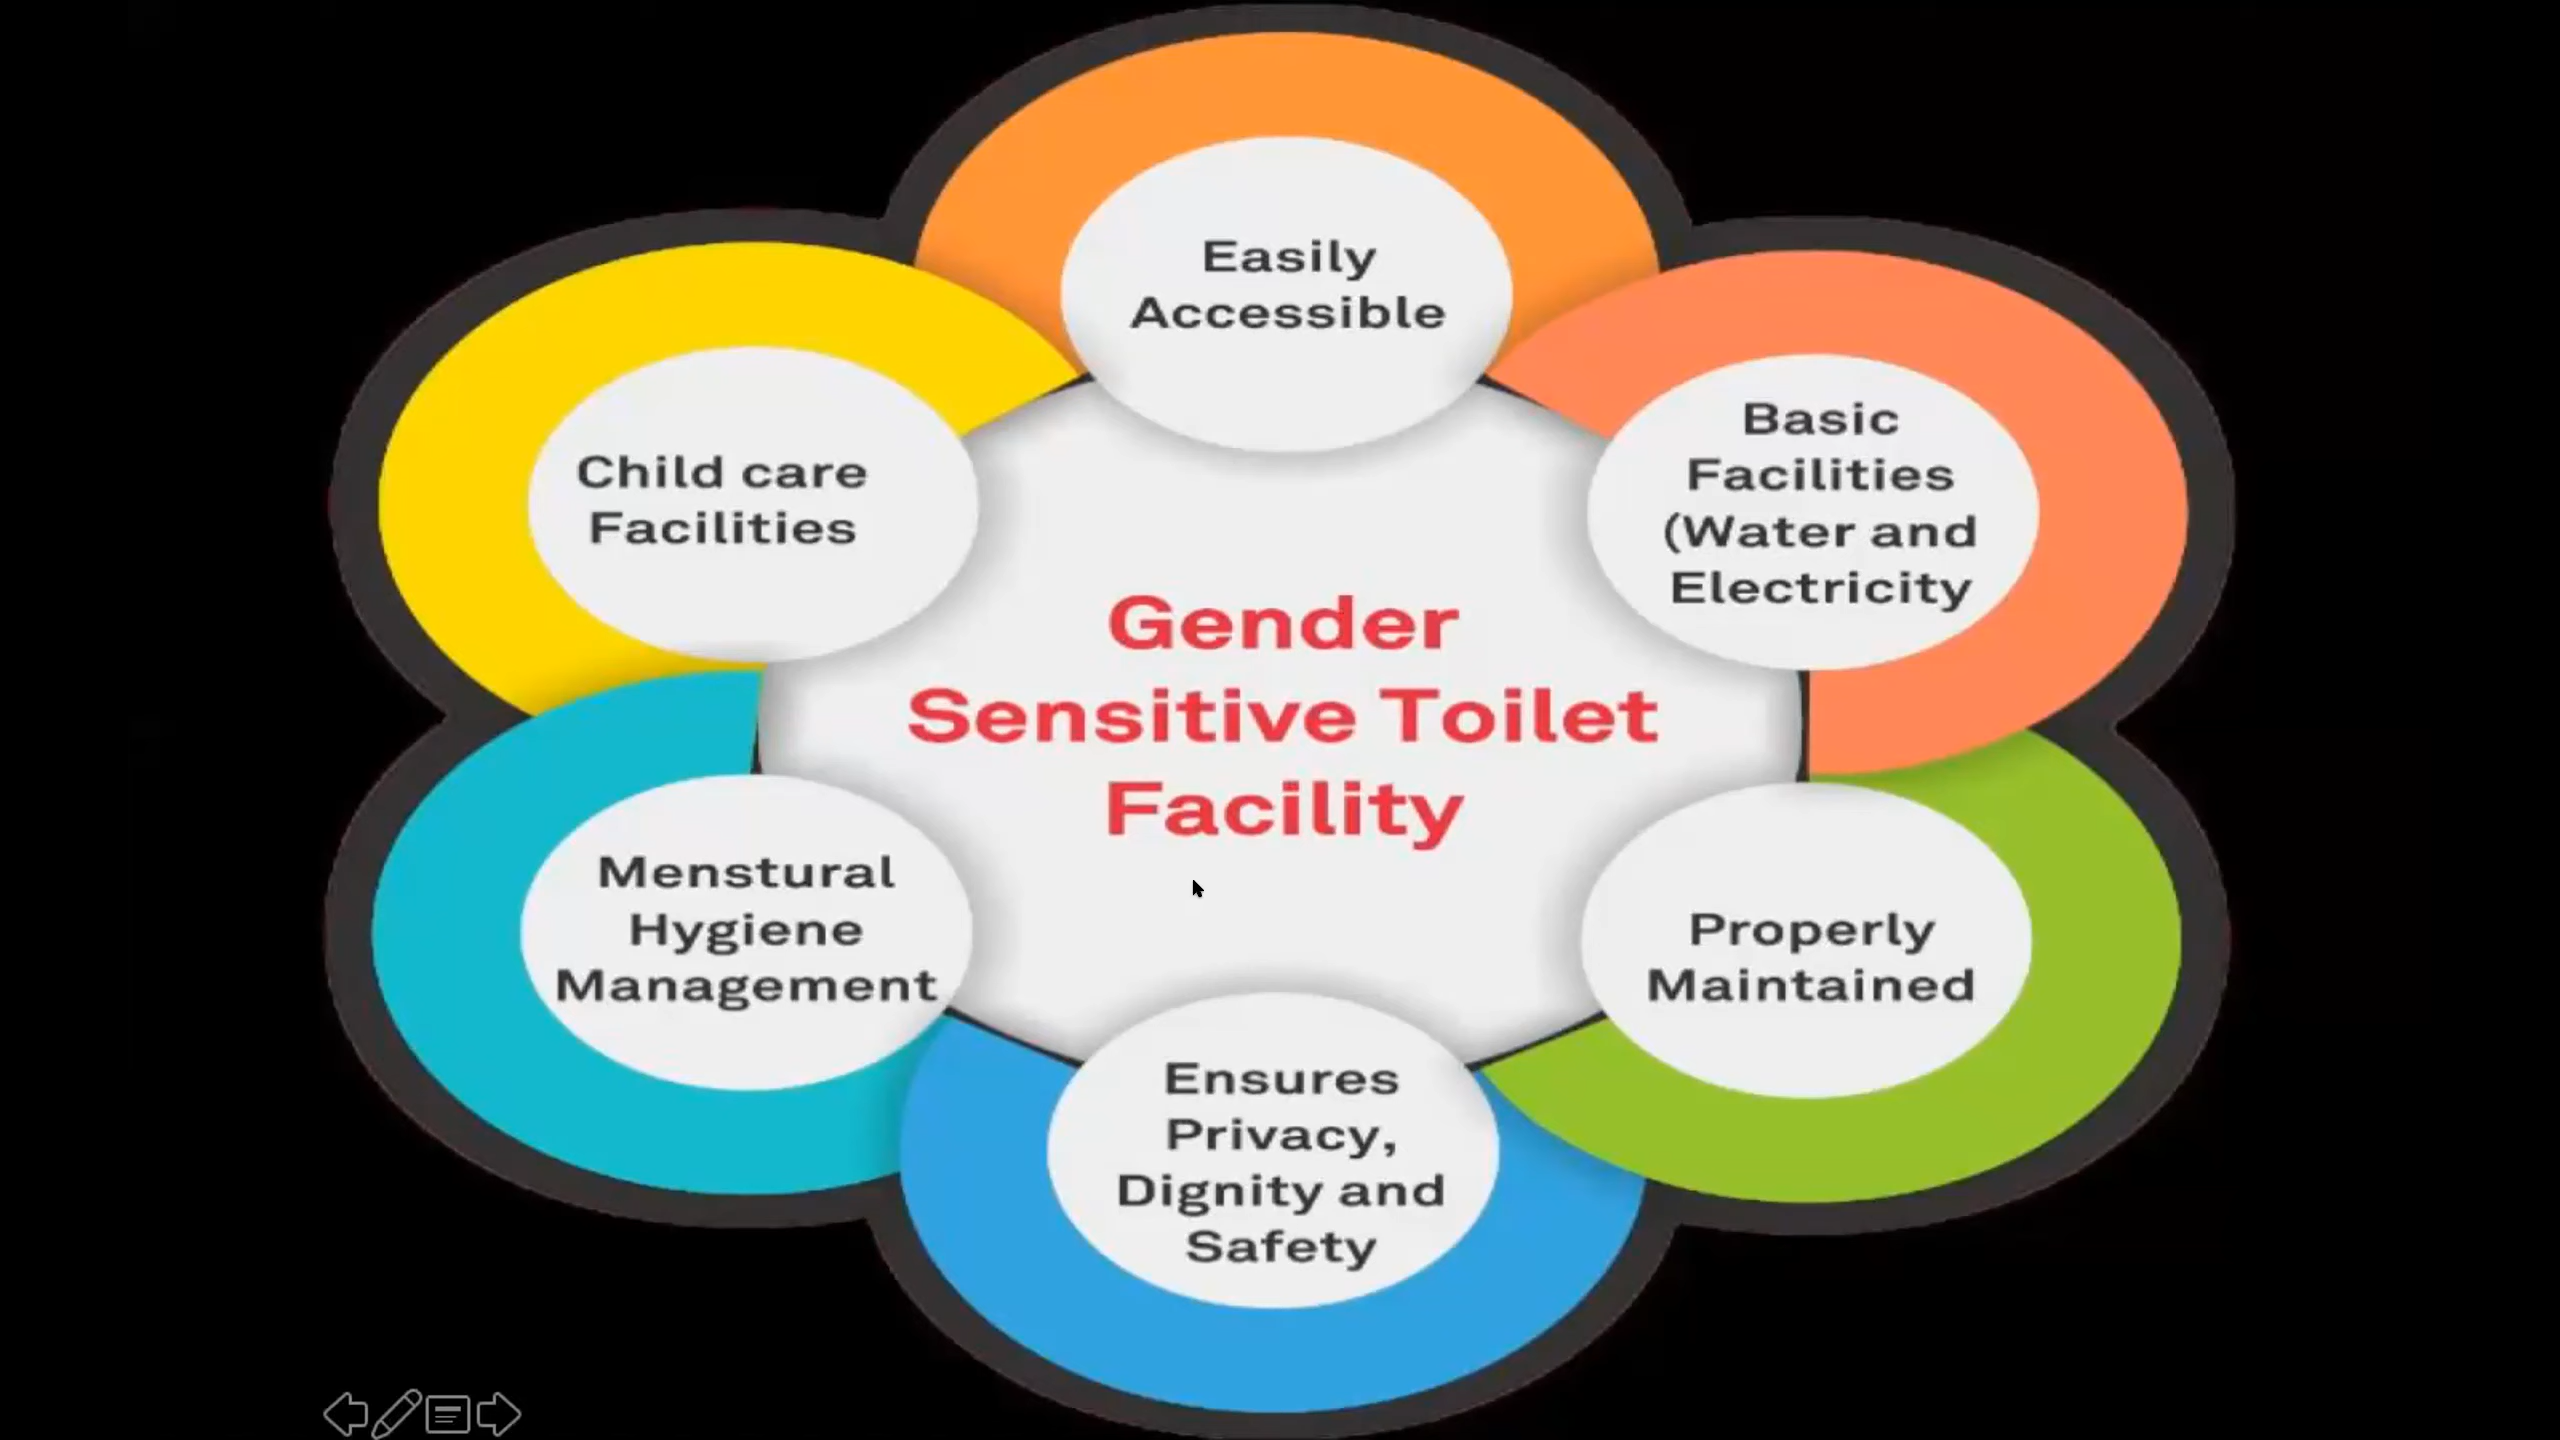 Gender
Sensitive Toilet
Facility
Easily
Accessible
Basic
Facilities
(Water and
Electricity
Properly
Maintained
Ensures
Privacy,
Dignity and
Safety
Menstural
Hygiene
Management
Child care
Facilities